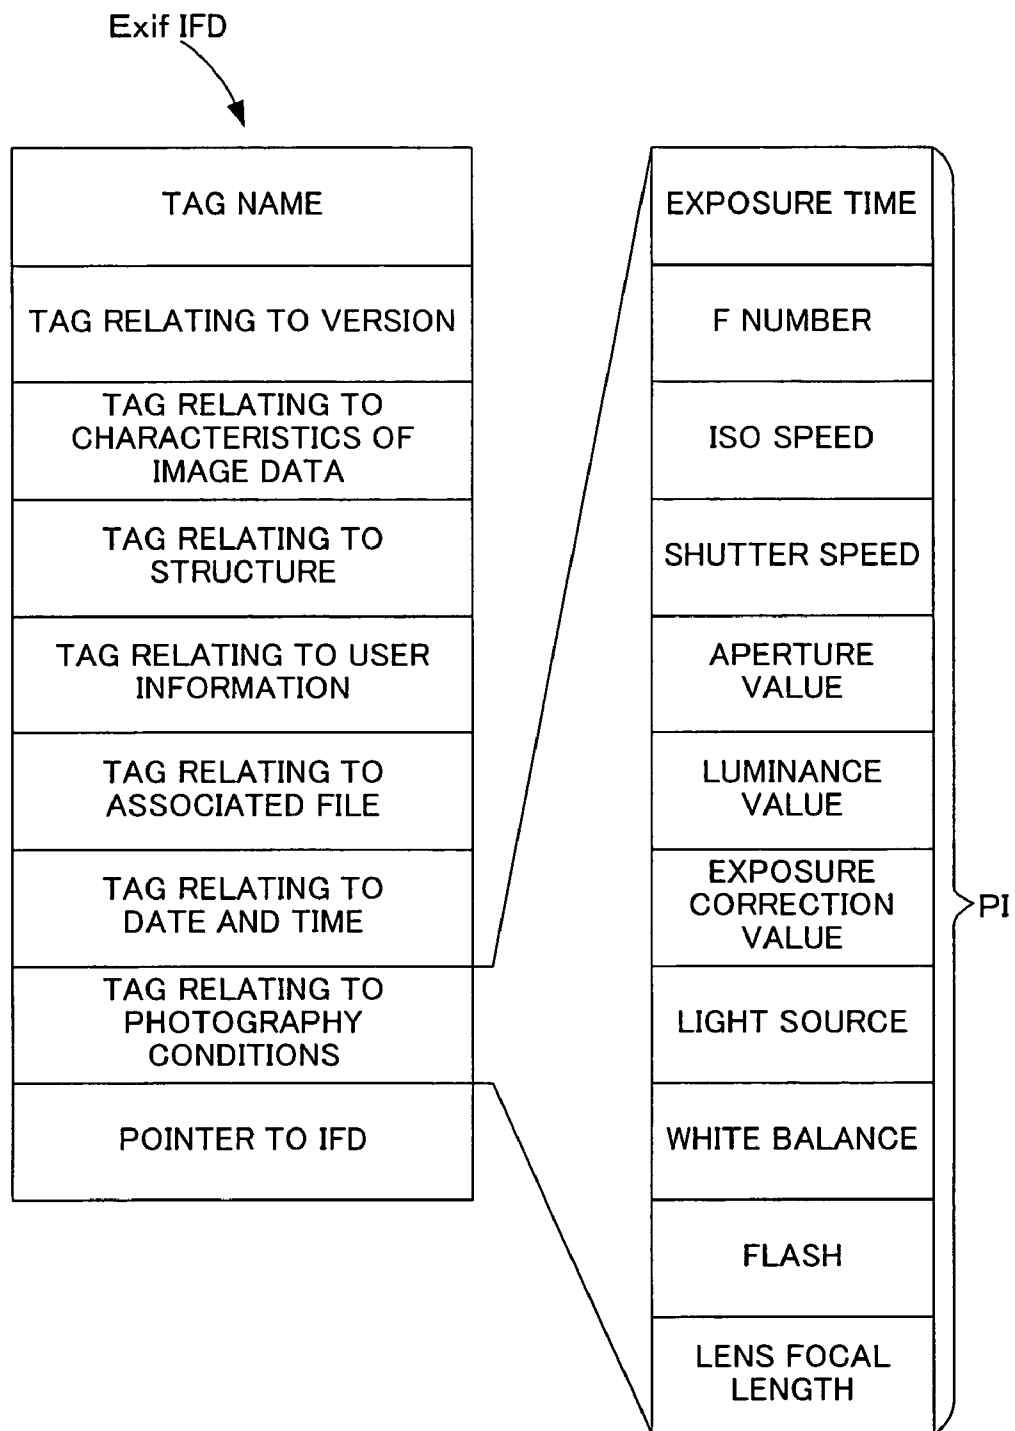 Exif IFD
TAG NAME
TAG RELATING TO VERSION
TAG RELATING TO
CHARACTERISTICS OF
IMAGE DATA
TAG RELATING TO
STRUCTURE
TAG RELATING TO USER
INFORMATION
TAG RELATING TO
ASSOCIATED FILE
TAG RELATING TO
DATE AND TIME
TAG RELATING TO
PHOTOGRAPHY
CONDITIONS
POINTER TO IFD
EXPOSURE TIME
F NUMBER
ISO SPEED
SHUTTER SPEED
APERTURE
VALUE
LUMINANCE
VALUE
EXPOSURE
CORRECTION
VALUE
LIGHT SOURCE
WHITE BALANCE
FLASH
LENS FOCAL
LENGTH
PI